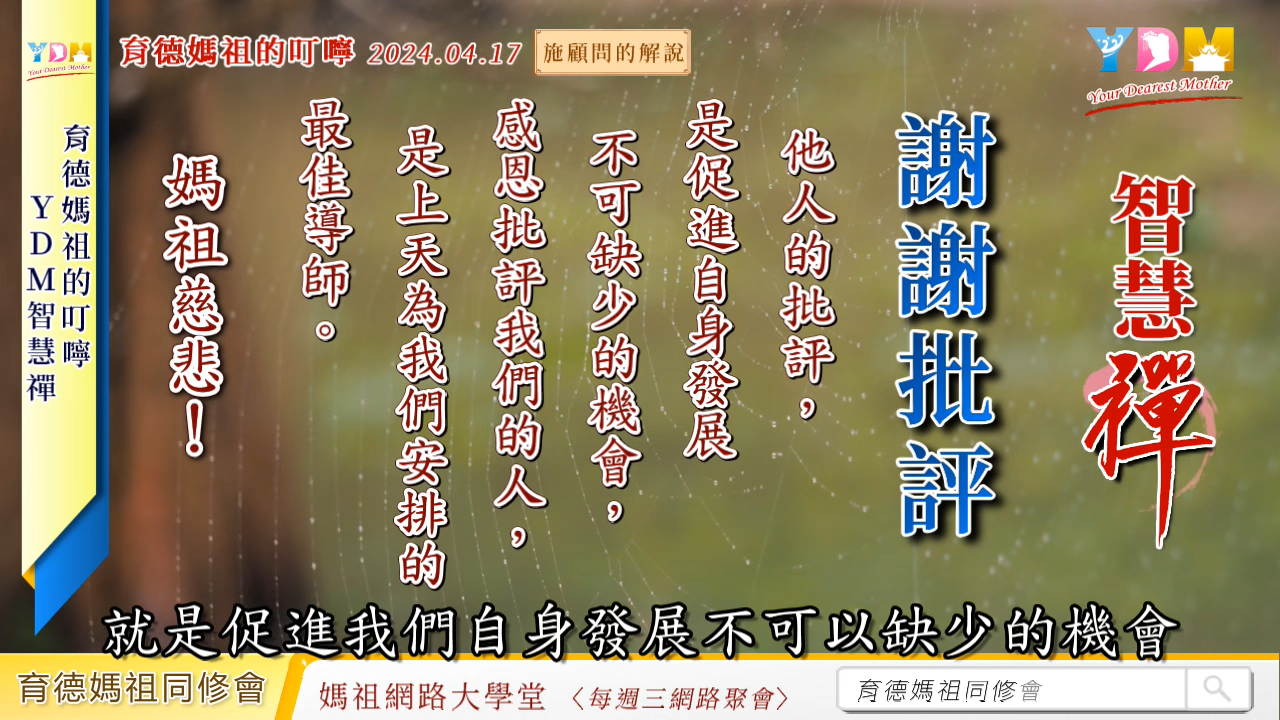 育德媽祖的叮嚀 2024.04.17 施顧問的解說
YDM
Your Dearest Mother
YDM
Your Dearest Mother
育德媽祖的叮嚀
YDM智慧禪
智慧禪
謝謝批評
他人的批評，
是促進自身發展
不可缺少的機會，
感恩批評我們的人，
是上天為我們安排的
最佳導師。
媽祖慈悲！
就是促進我們自身發展不可以缺少的機會
育德媽祖同修會
媽祖網路大學堂〈每週三網路聚會〉
育德媽祖同修會